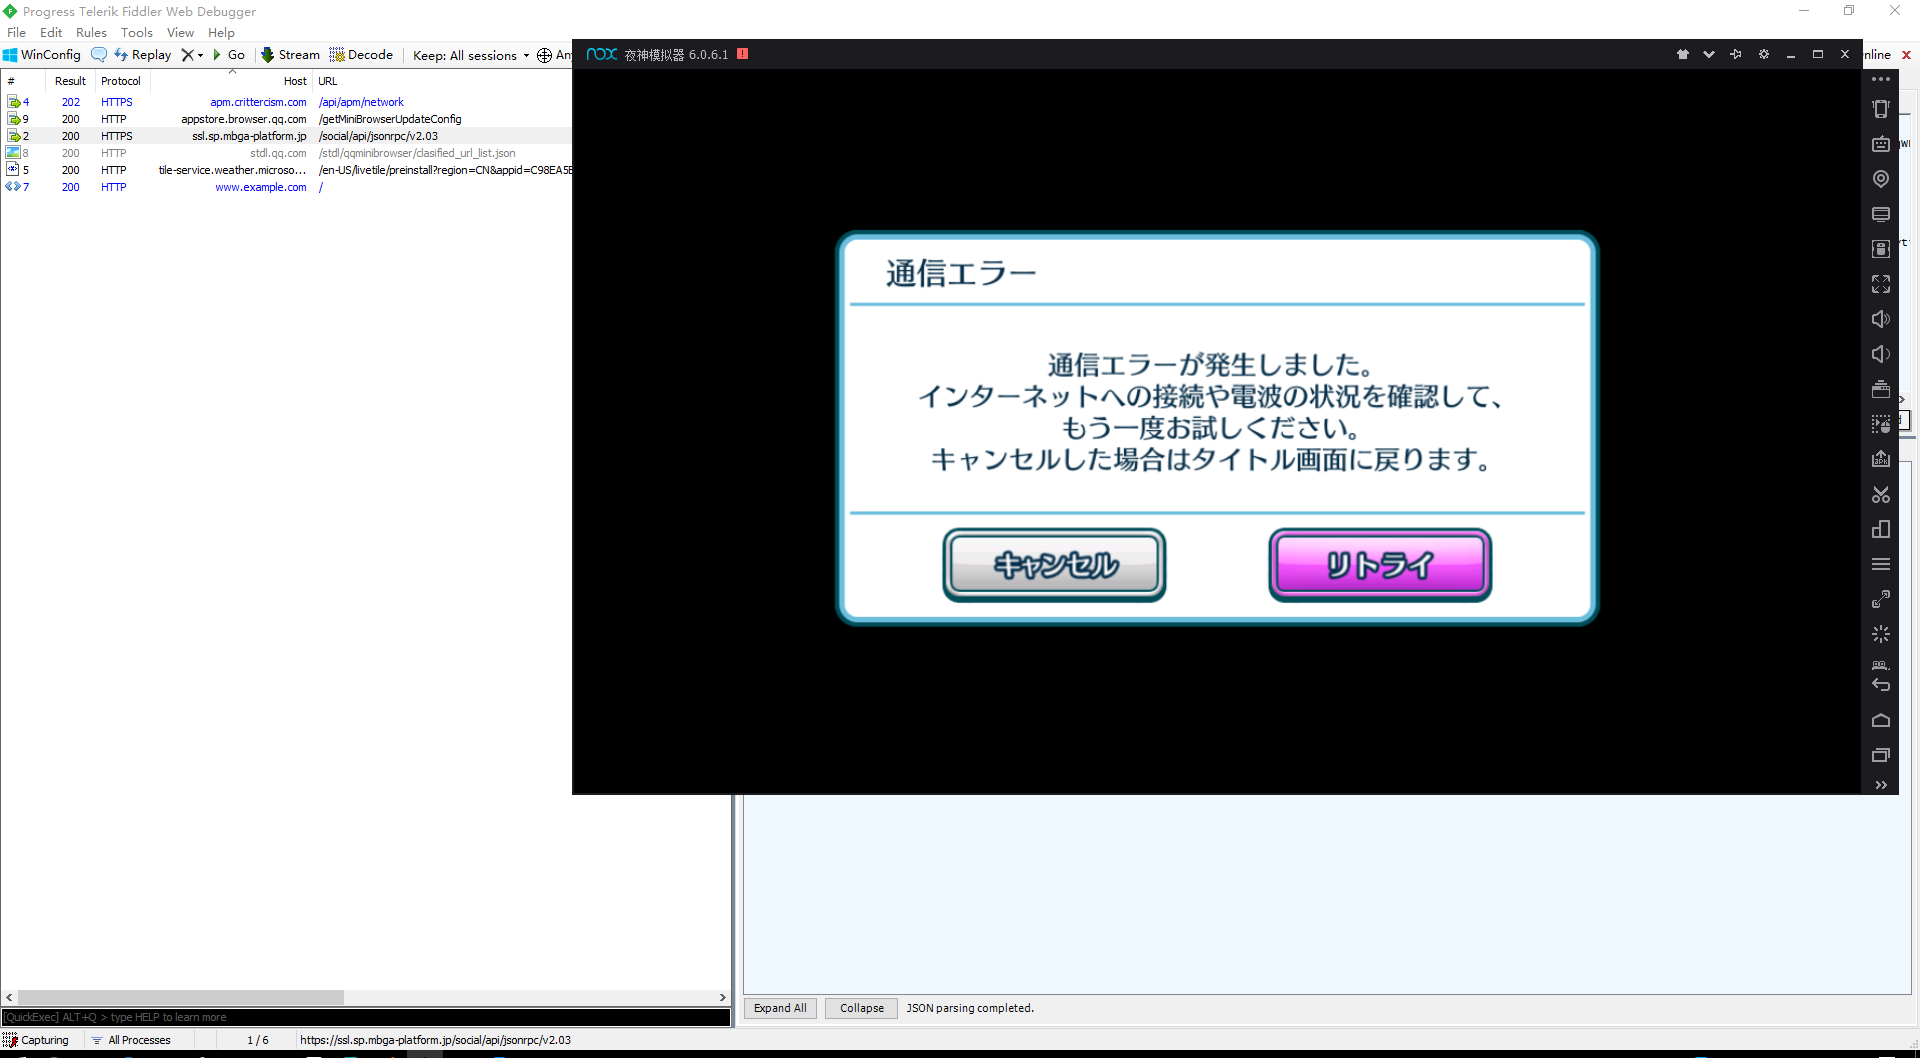 Progress Telerik Fiddler Web Debugger
File Edit Rules Tools View Help
WinConfig Replay Go Stream Decode Keep: All sessions
nline
nox 夜神模拟器 6.0.6.1
# Result Protocol Host URL
4 202 HTTPS apm.crittercism.com /api/apm/network
9 200 HTTP appstore.browser.qq.com /getMiniBrowserUpdateConfig
2 200 HTTPS ssl.sp.mbga-platform.jp /social/api/jsonrpc/v2.03
8 200 HTTP stdl.qq.com /stdl/qqminibrowser/clasified_url_list.json
5 200 HTTP tile-service.weather.microso... /en-US/livetile/preinstall?region=CN&appid=C98EA5
7 200 HTTP www.example.com /
通信エラー
通信エラーが発生しました。
インターネットへの接続や電波の状況を確認して、
もう一度お試しください。
キャンセルした場合はタイトル画面に戻ります。
キャンセル リトライ
[QuickExec] ALT+Q > type HELP to learn more
Expand All Collapse JSON parsing completed.
Capturing All Processes 1 / 6 https://ssl.sp.mbga-platform.jp/social/api/jsonrpc/v2.03